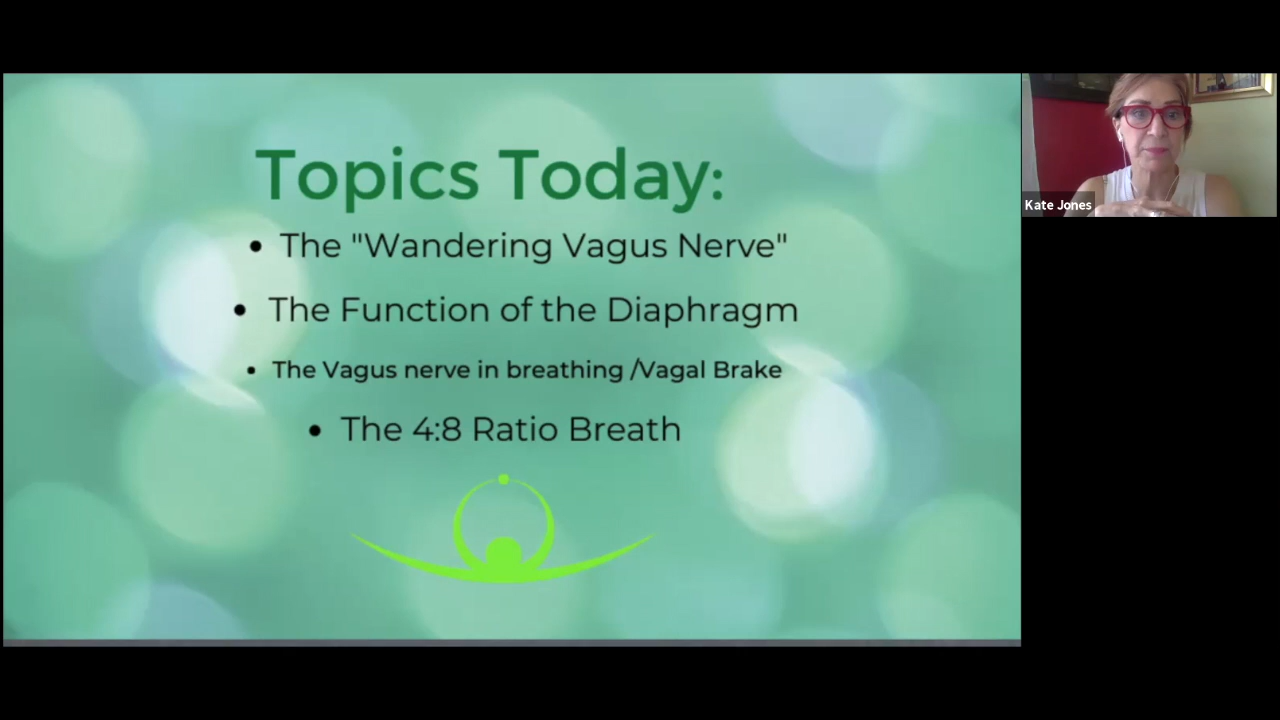 Topics Today:
• The "Wandering Vagus Nerve"
• The Function of the Diaphragm
• The Vagus nerve in breathing /Vagal Brake
• The 4:8 Ratio Breath
Kate Jones